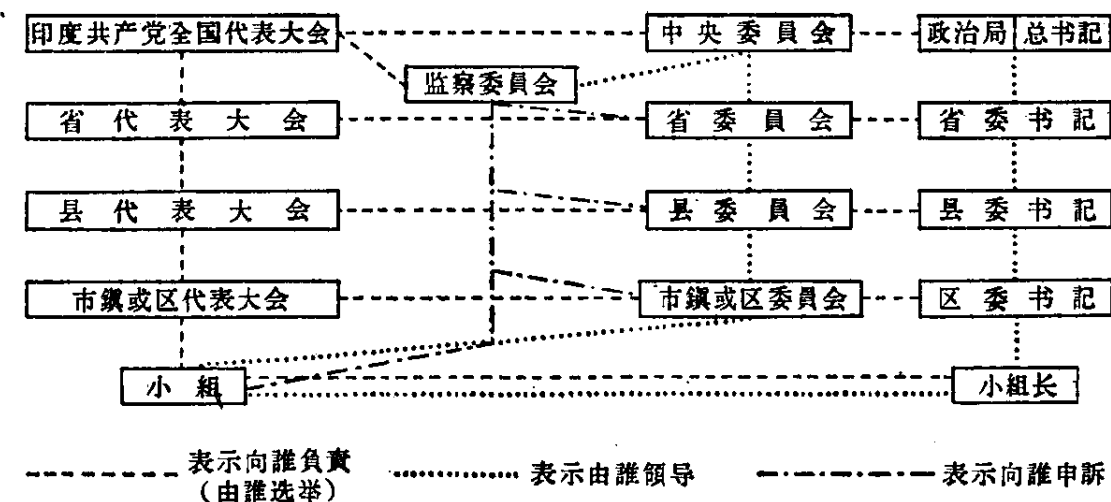 印度共产党全国代表大会 中央委員会 政治局 总书記
监察委員会
省代表大会 省委員会 省委书記
县代表大会 县委員会 县委书記
市鎭或区代表大会 市鎭或区委員会 区委书記
小組 小組长
表示向誰負責 表示由誰領导 表示向誰申訴
（由誰选举）